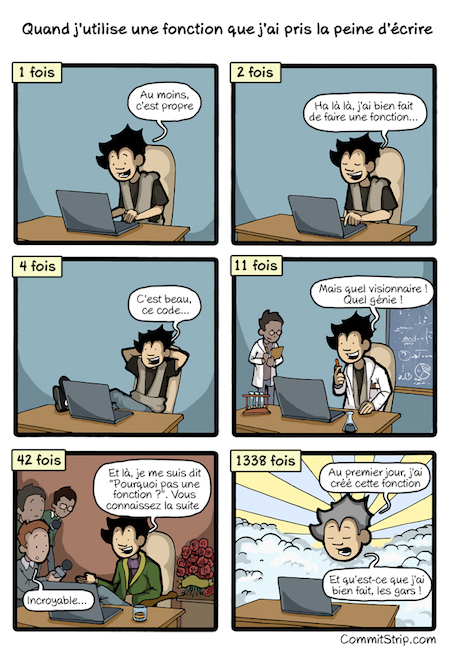 Quand j'utilise une fonction que j'ai pris la peine d'écrire
1 fois
Au moins,
c'est propre
2 fois
Ha là là, j'ai bien fait
de faire une fonction...
4 fois
C'est beau,
ce code...
11 fois
Mais quel visionnaire !
Quel génie !
42 fois
Et là, je me suis dit
"Pourquoi pas une
fonction ?". Vous
connaissez la suite
Incroyable...
1338 fois
Au premier jour, j'ai
créé cette fonction
Et qu'est-ce que j'ai
bien fait, les gars !
CommitStrip.com